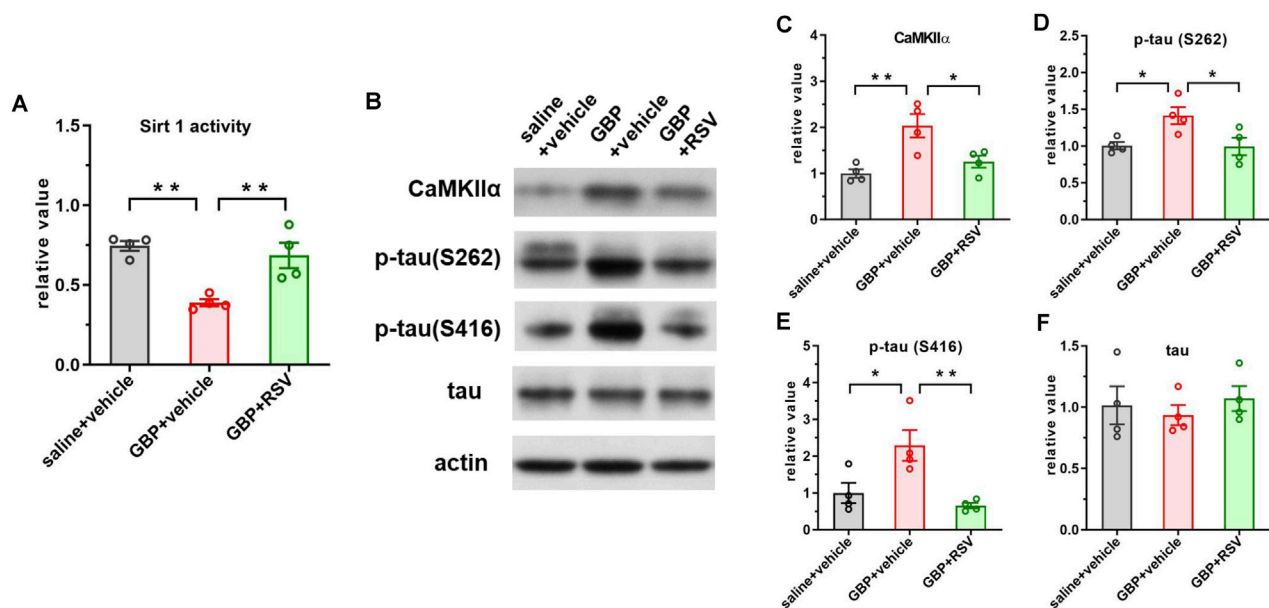 A
Sirt 1 activity
relative value
1.5
1.0
0.5
0.0
* *
* *
saline+vehicle
GBP+vehicle
GBP+RSV
B
saline
+vehicle
GBP
+vehicle
GBP
+RSV
CaMKIIα
p-tau(S262)
p-tau(S416)
tau
actin
C
CaMKIIα
relative value
4
3
2
1
0
* *
*
saline+vehicle
GBP+vehicle
GBP+RSV
D
p-tau (S262)
relative value
2.5
2.0
1.5
1.0
0.5
0.0
*
*
saline+vehicle
GBP+vehicle
GBP+RSV
E
p-tau (S416)
relative value
5
4
3
2
1
0
*
* *
saline+vehicle
GBP+vehicle
GBP+RSV
F
tau
relative value
1.5
1.0
0.5
0.0
saline+vehicle
GBP+vehicle
GBP+RSV